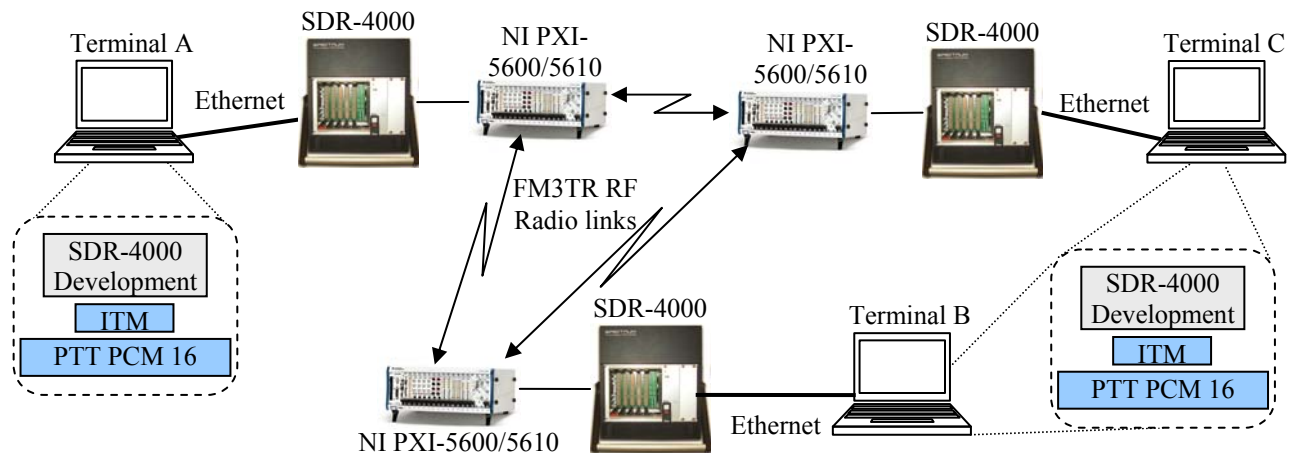 SDR-4000
Terminal A
NI PXI-
5600/5610
NI PXI-
5600/5610
SDR-4000
Terminal C
Ethernet
Ethernet
FM3TR RF
Radio links
SDR-4000
Development
ITM
PTT PCM 16
SDR-4000
Terminal B
SDR-4000
Development
ITM
PTT PCM 16
Ethernet
NI PXI-5600/5610